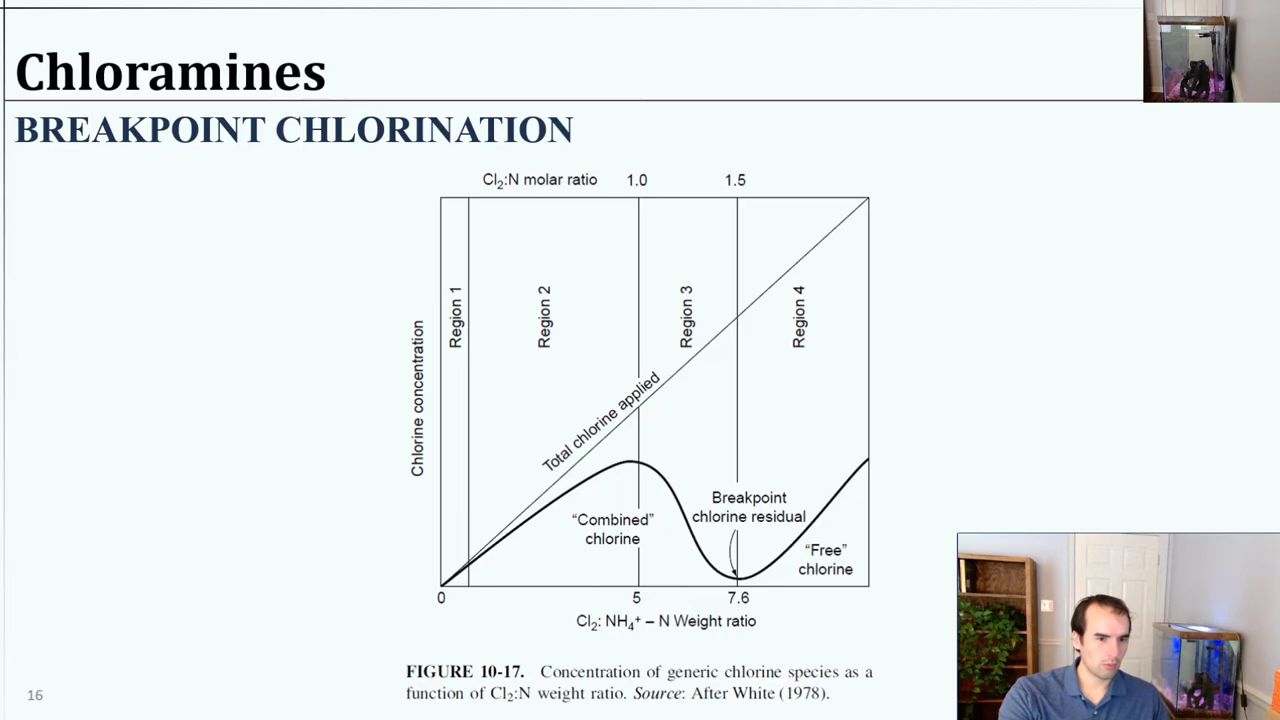 Chloramines
BREAKPOINT CHLORINATION
Cl₂:N molar ratio 1.0 1.5
Region 1
Region 2
Region 3
Region 4
Chlorine concentration
Total chlorine applied
"Combined"
chlorine
Breakpoint
chlorine residual
"Free"
chlorine
0 5 7.6
Cl₂: NH₄⁺ – N Weight ratio
FIGURE 10-17. Concentration of generic chlorine species as a
function of Cl₂:N weight ratio. Source: After White (1978).
16